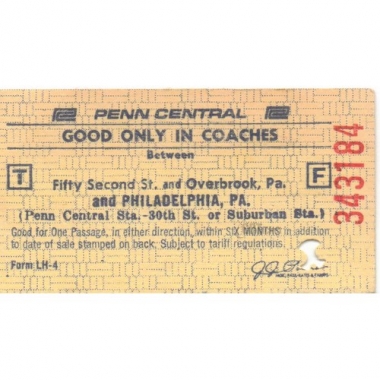 PENN CENTRAL
GOOD ONLY IN COACHES
Between
T
F
Fifty Second St. and Overbrook, Pa.
and PHILADELPHIA, PA.
(Penn Central Sta.-30th St. or Suburban Sta.)
Good for One Passage, in either direction, within SIX MONTHS in addition
to date of sale stamped on back. Subject to tariff regulations.
Form LH-4
343184